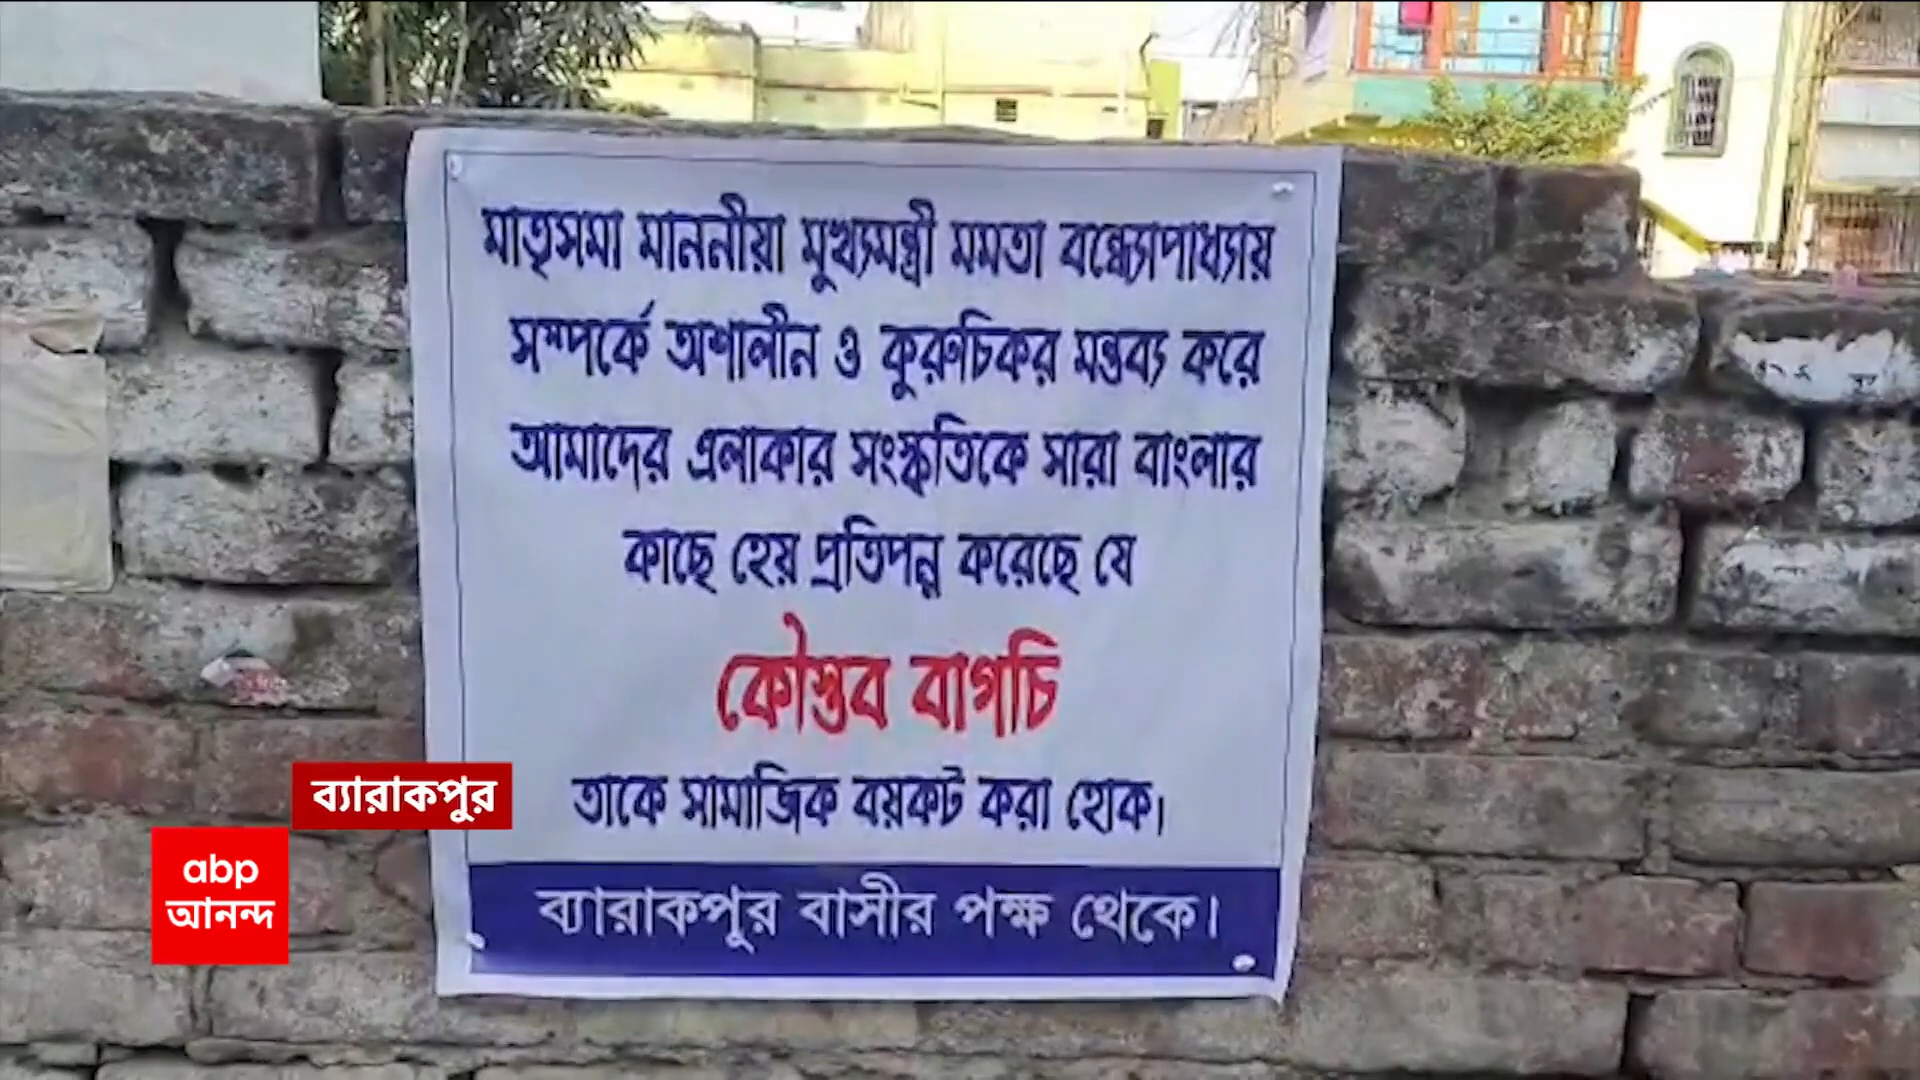 মাতৃসমা মাননীয়া মুখ্যমন্ত্রী মমতা বন্ধ্যোপাধ্যায়
সম্পর্কে অশালীন ও কুরুচিকর মন্তব্য করে
আমাদের এলাকার সংস্কৃতিকে সারা বাংলার
কাছে হেয় প্রতিপন্ন করেছে যে
কৌস্তব বাগচি
তাকে সামাজিক বয়কট করা হোক।
ব্যারাকপুর বাসীর পক্ষ থেকে।
ব্যারাকপুর
abp
আনন্দ